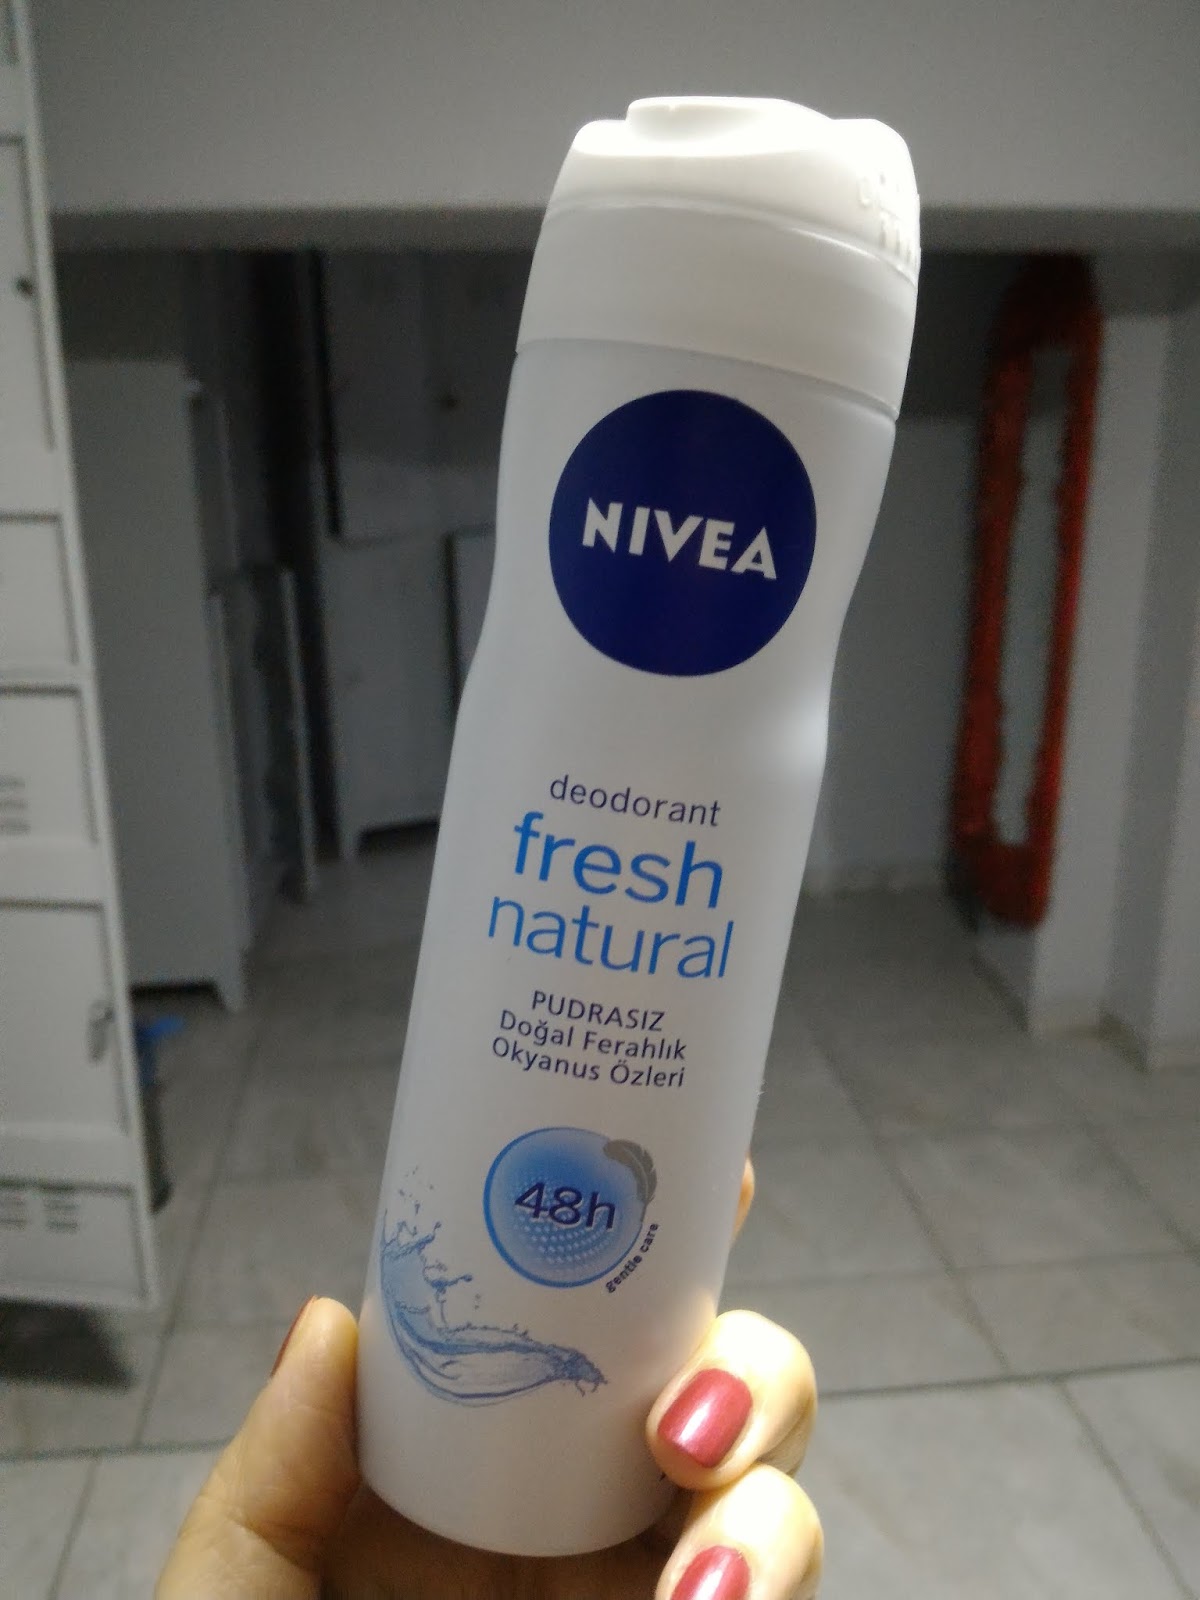 NIVEA
deodorant
fresh
natural
PUDRASIZ
Doğal Ferahlık
Okyanus Özleri
48h
gentle care